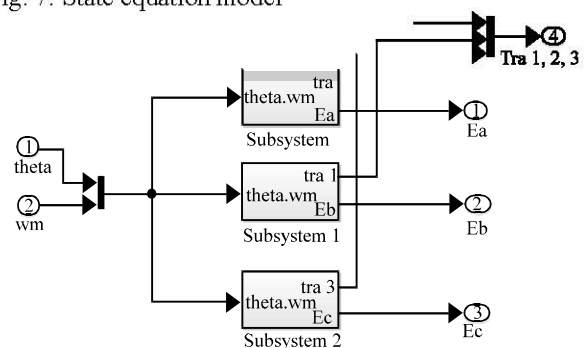 ig. 7. State equation model
4
Tra 1, 2, 3
tra
theta.wm
Ea
Subsystem
1
Ea
1
theta
2
wm
tra 1
theta.wm
Eb
Subsystem 1
2
Eb
tra 3
theta.wm
Ec
Subsystem 2
3
Ec